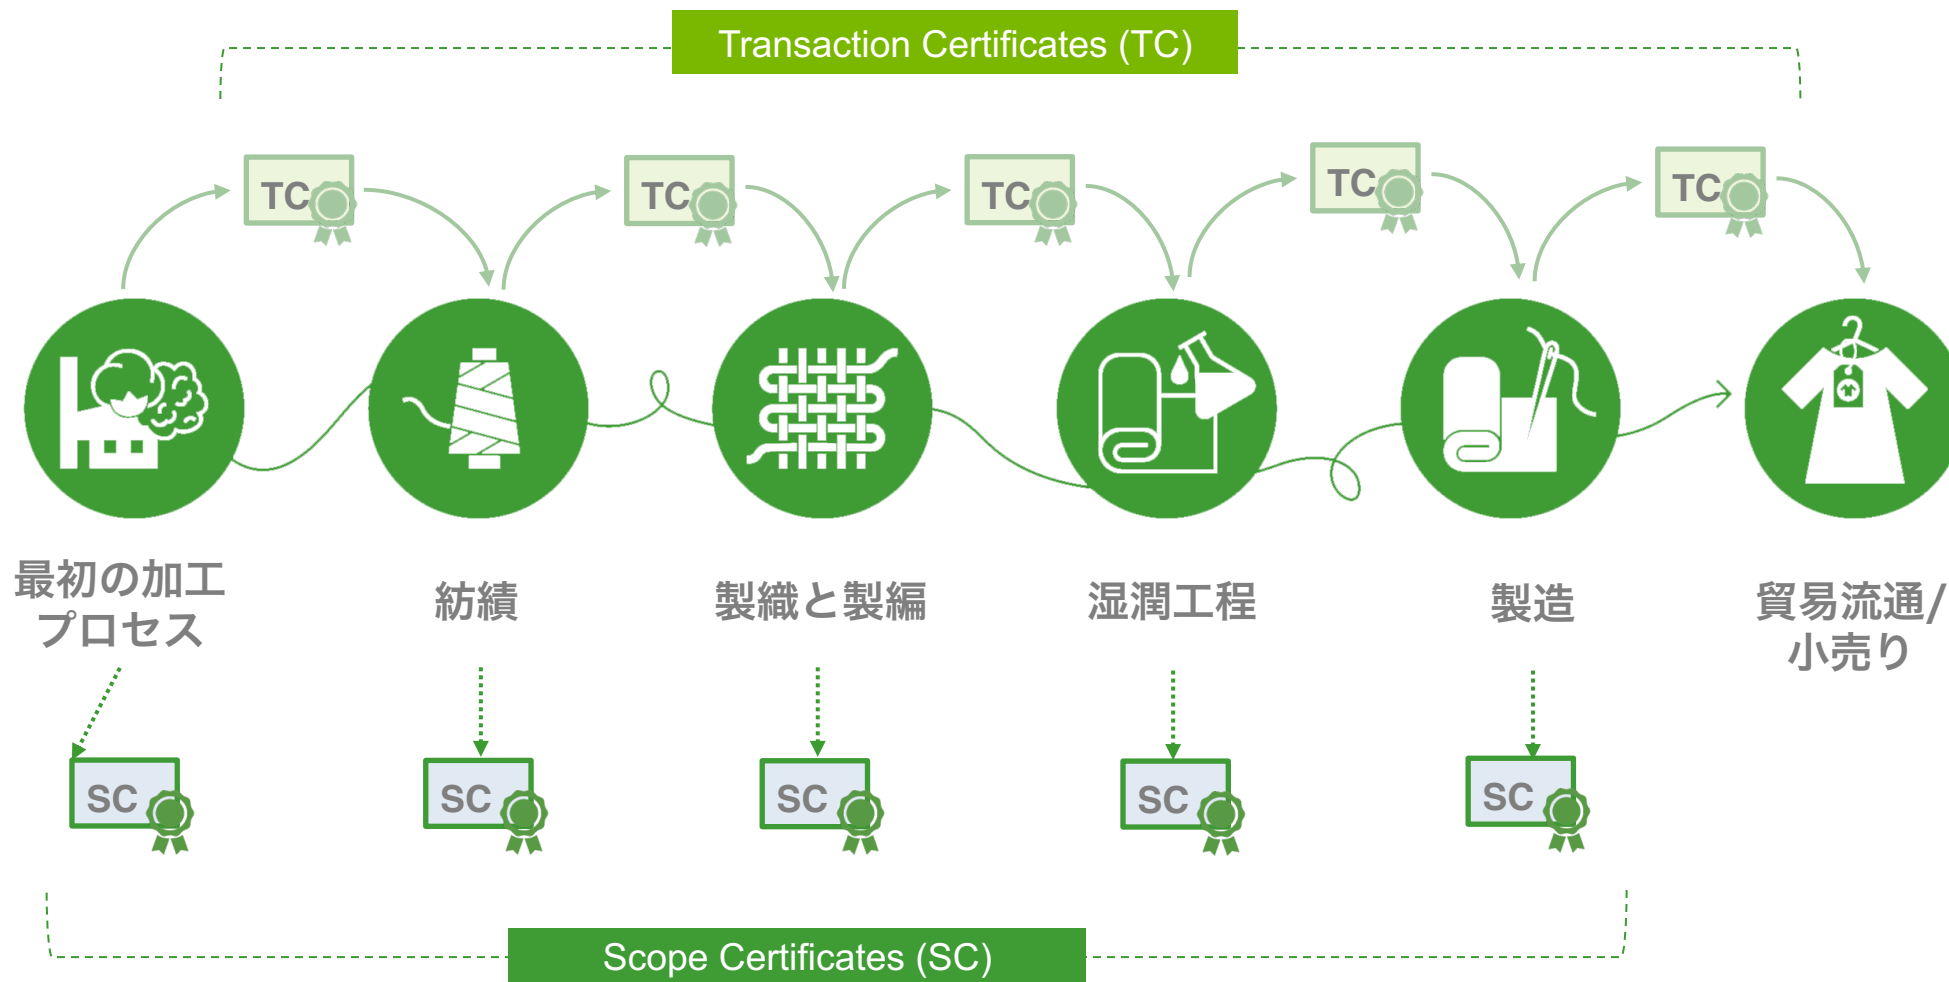 Transaction Certificates (TC)
TC
TC
TC
TC
TC
最初の加工
プロセス
紡績
製織と製編
湿潤工程
製造
貿易流通/
小売り
SC
SC
SC
SC
SC
Scope Certificates (SC)